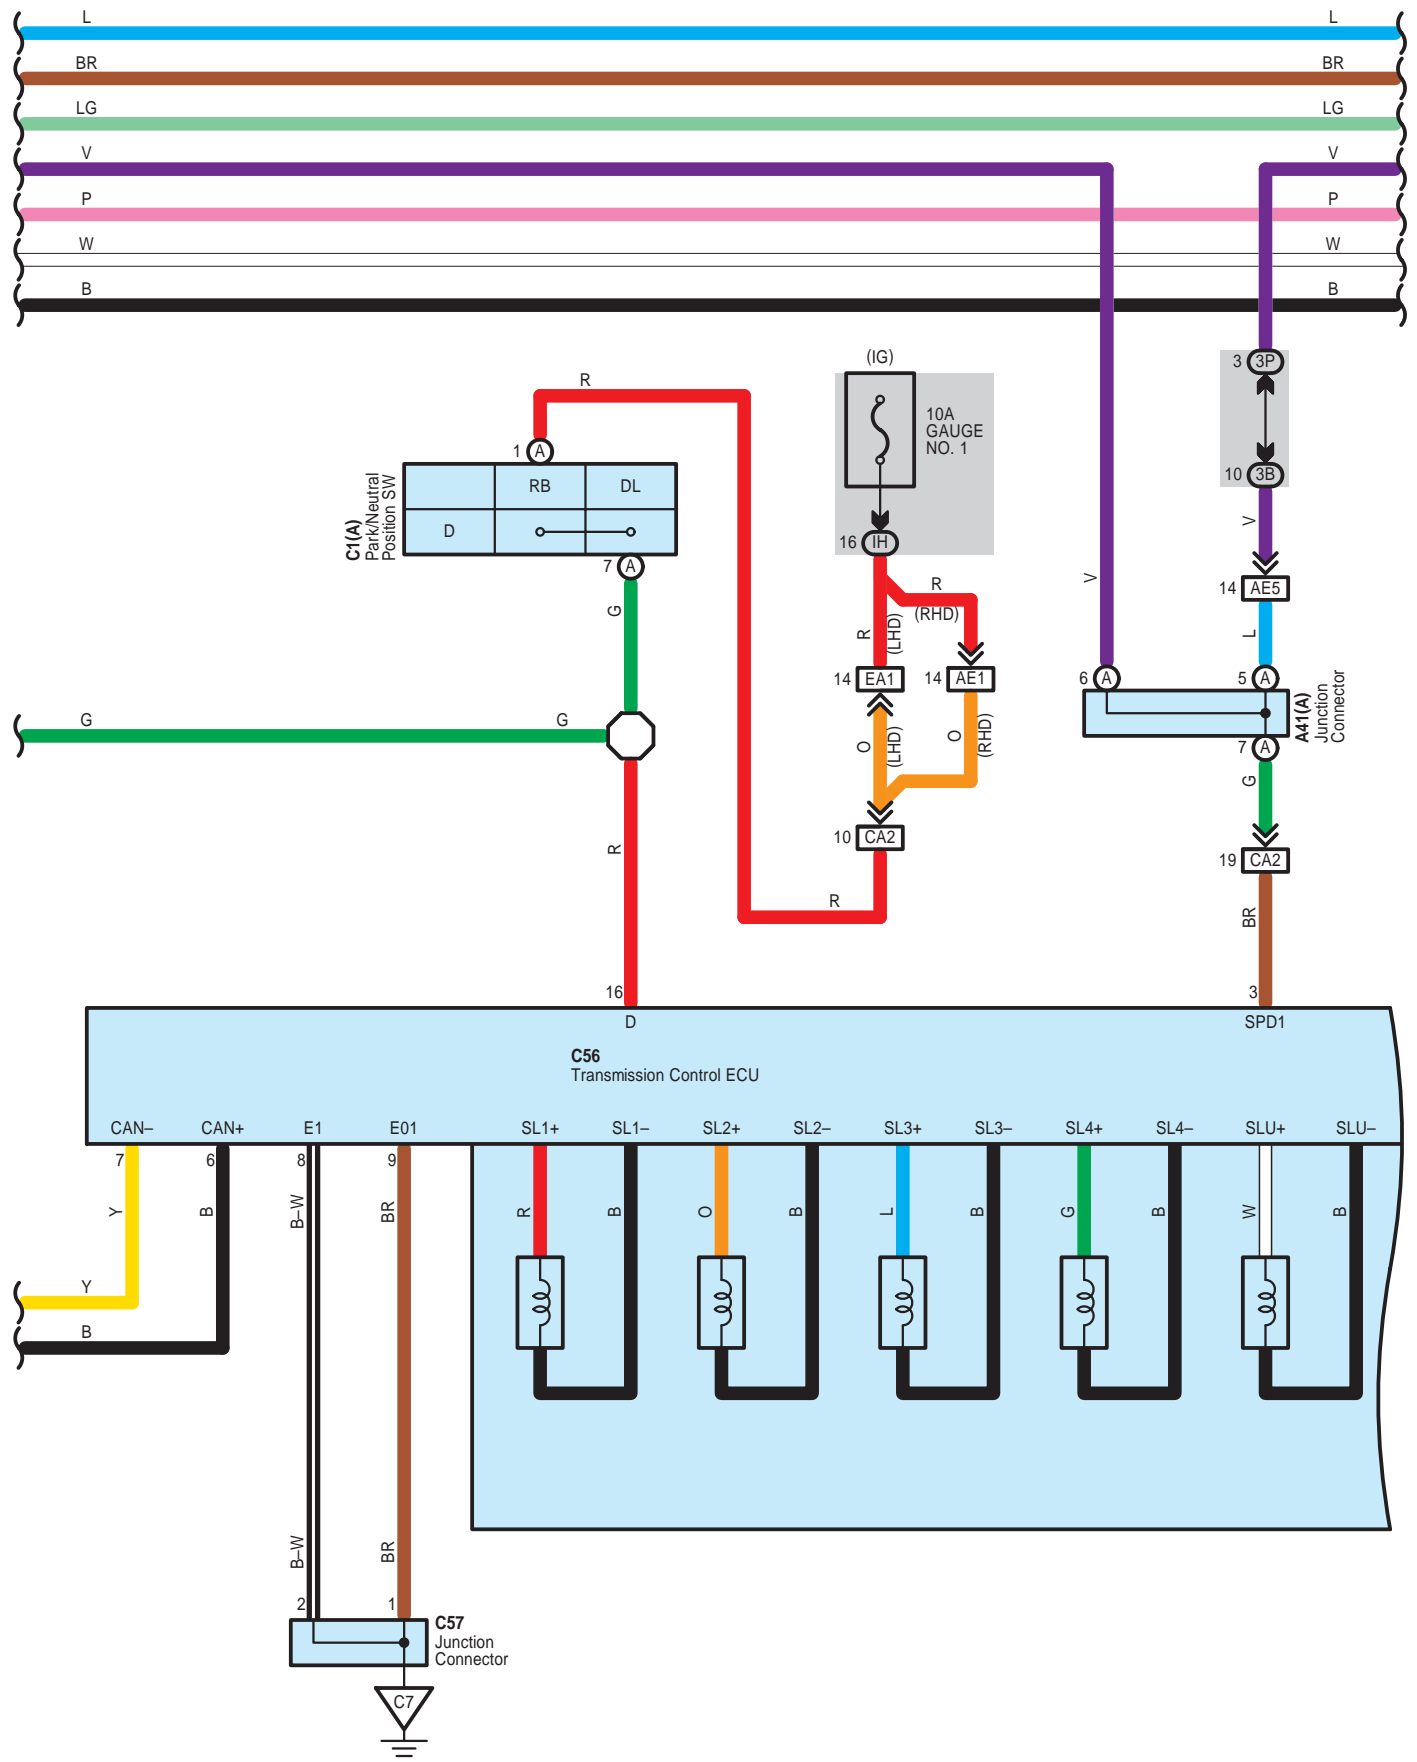 L L
BR BR
LG LG
V V
P P
W W
B B
(IG)
10A
GAUGE
NO. 1
16 IH
3 3P
10 3B
V
14 AE5
L
R
1 A
RB DL
D
C1(A)
Park/Neutral
Position SW
7 A
G
R
(LHD)
R
(RHD)
14 EA1
14 AE1
O
(LHD)
O
(RHD)
10 CA2
R
V
6 A
5 A
A41(A)
Junction
Connector
7 A
G
19 CA2
BR
G G
R
16
D
3
SPD1
C56
Transmission Control ECU
CAN– CAN+ E1 E01 SL1+ SL1– SL2+ SL2– SL3+ SL3– SL4+ SL4– SLU+ SLU–
7 6 8 9
Y B B–W BR R B O B L B G B W B
Y
B
B–W BR
2 1
C57
Junction
Connector
C7